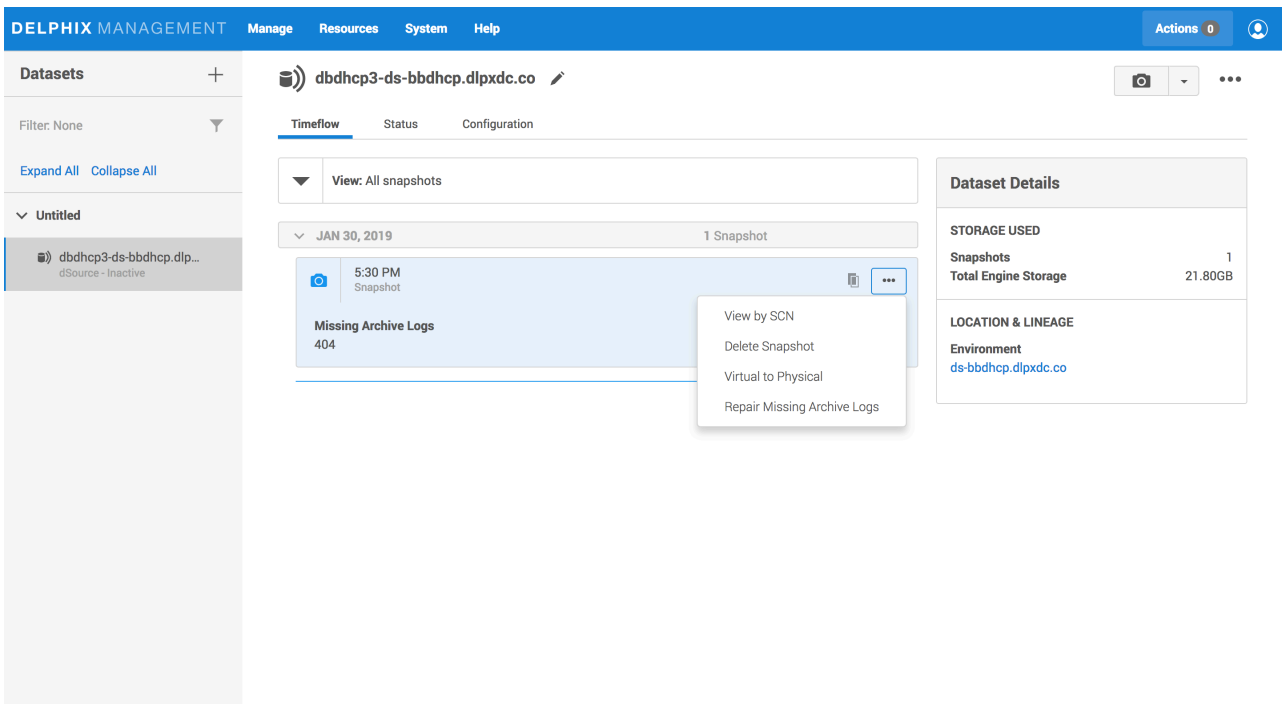 DELPHIX MANAGEMENT Manage Resources System Help Actions 0
Datasets
Filter: None
Expand All Collapse All
Untitled
dbdhcp3-ds-bbdhcp.dlp...
dSource - Inactive
dbdhcp3-ds-bbdhcp.dlpxdc.co
Timeflow Status Configuration
View: All snapshots
JAN 30, 2019 1 Snapshot
5:30 PM
Snapshot
Missing Archive Logs
404
View by SCN
Delete Snapshot
Virtual to Physical
Repair Missing Archive Logs
Dataset Details
STORAGE USED
Snapshots 1
Total Engine Storage 21.80GB
LOCATION & LINEAGE
Environment
ds-bbdhcp.dlpxdc.co